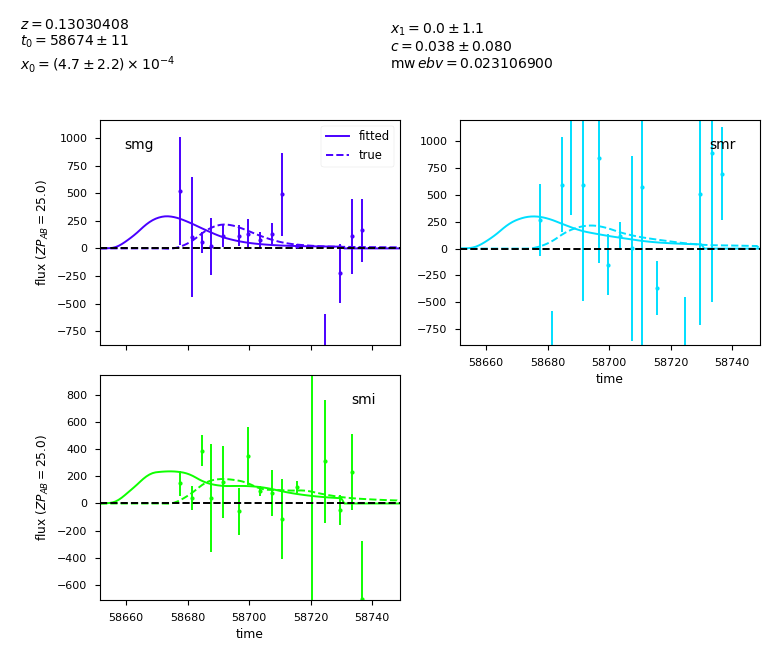 z = 0.13030408
t₀ = 58674 ± 11
x₀ = (4.7 ± 2.2) × 10⁻⁴
x₁ = 0.0 ± 1.1
c = 0.038 ± 0.080
mw ebv = 0.023106900
smg
fitted
true
1000
750
500
250
0
−250
−500
−750
flux (ZP_AB = 25.0)
smr
1000
750
500
250
0
−250
−500
−750
58660 58680 58700 58720 58740
time
smi
800
600
400
200
0
−200
−400
−600
flux (ZP_AB = 25.0)
58660 58680 58700 58720 58740
time